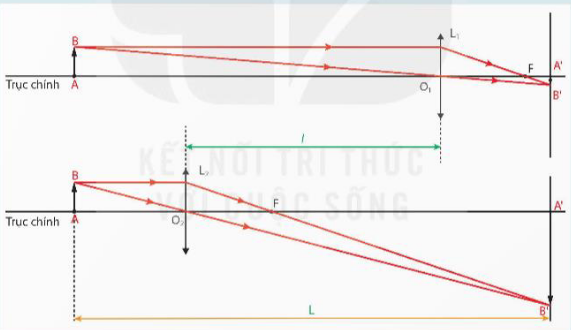 B
L₁
F
A'
Trục chính
A
O₁
B'
l
KẾT NỐI TRI THỨC
VỚI CUỘC SỐNG
B
L₂
F
A'
A
O₂
Trục chính
B'
L